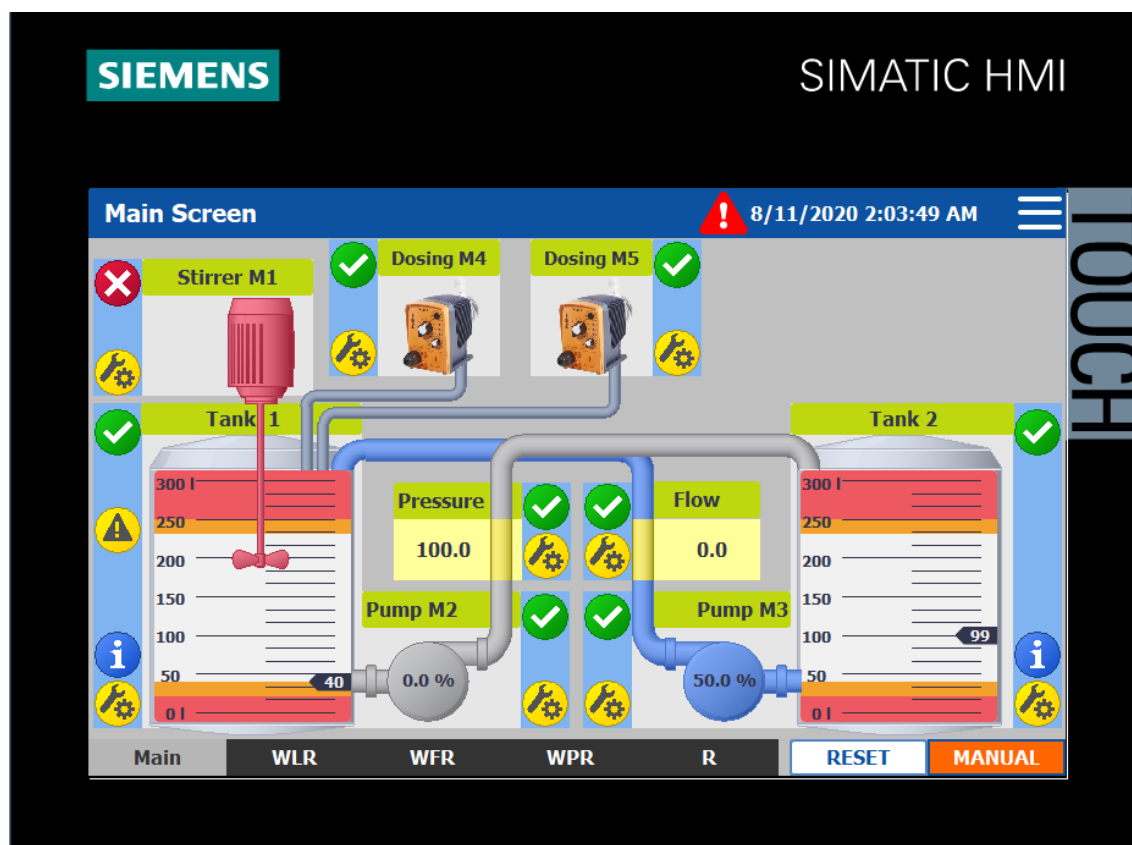 SIEMENS
SIMATIC HMI
TOUCH
Main Screen
8/11/2020 2:03:49 AM
Stirrer M1
Dosing M4
Dosing M5
Tank 1
Tank 2
300 l
250
200
150
100
50
0 l
40
Pressure
100.0
Flow
0.0
Pump M2
0.0 %
Pump M3
50.0 %
300 l
250
200
150
100
50
0 l
99
Main
WLR
WFR
WPR
R
RESET
MANUAL